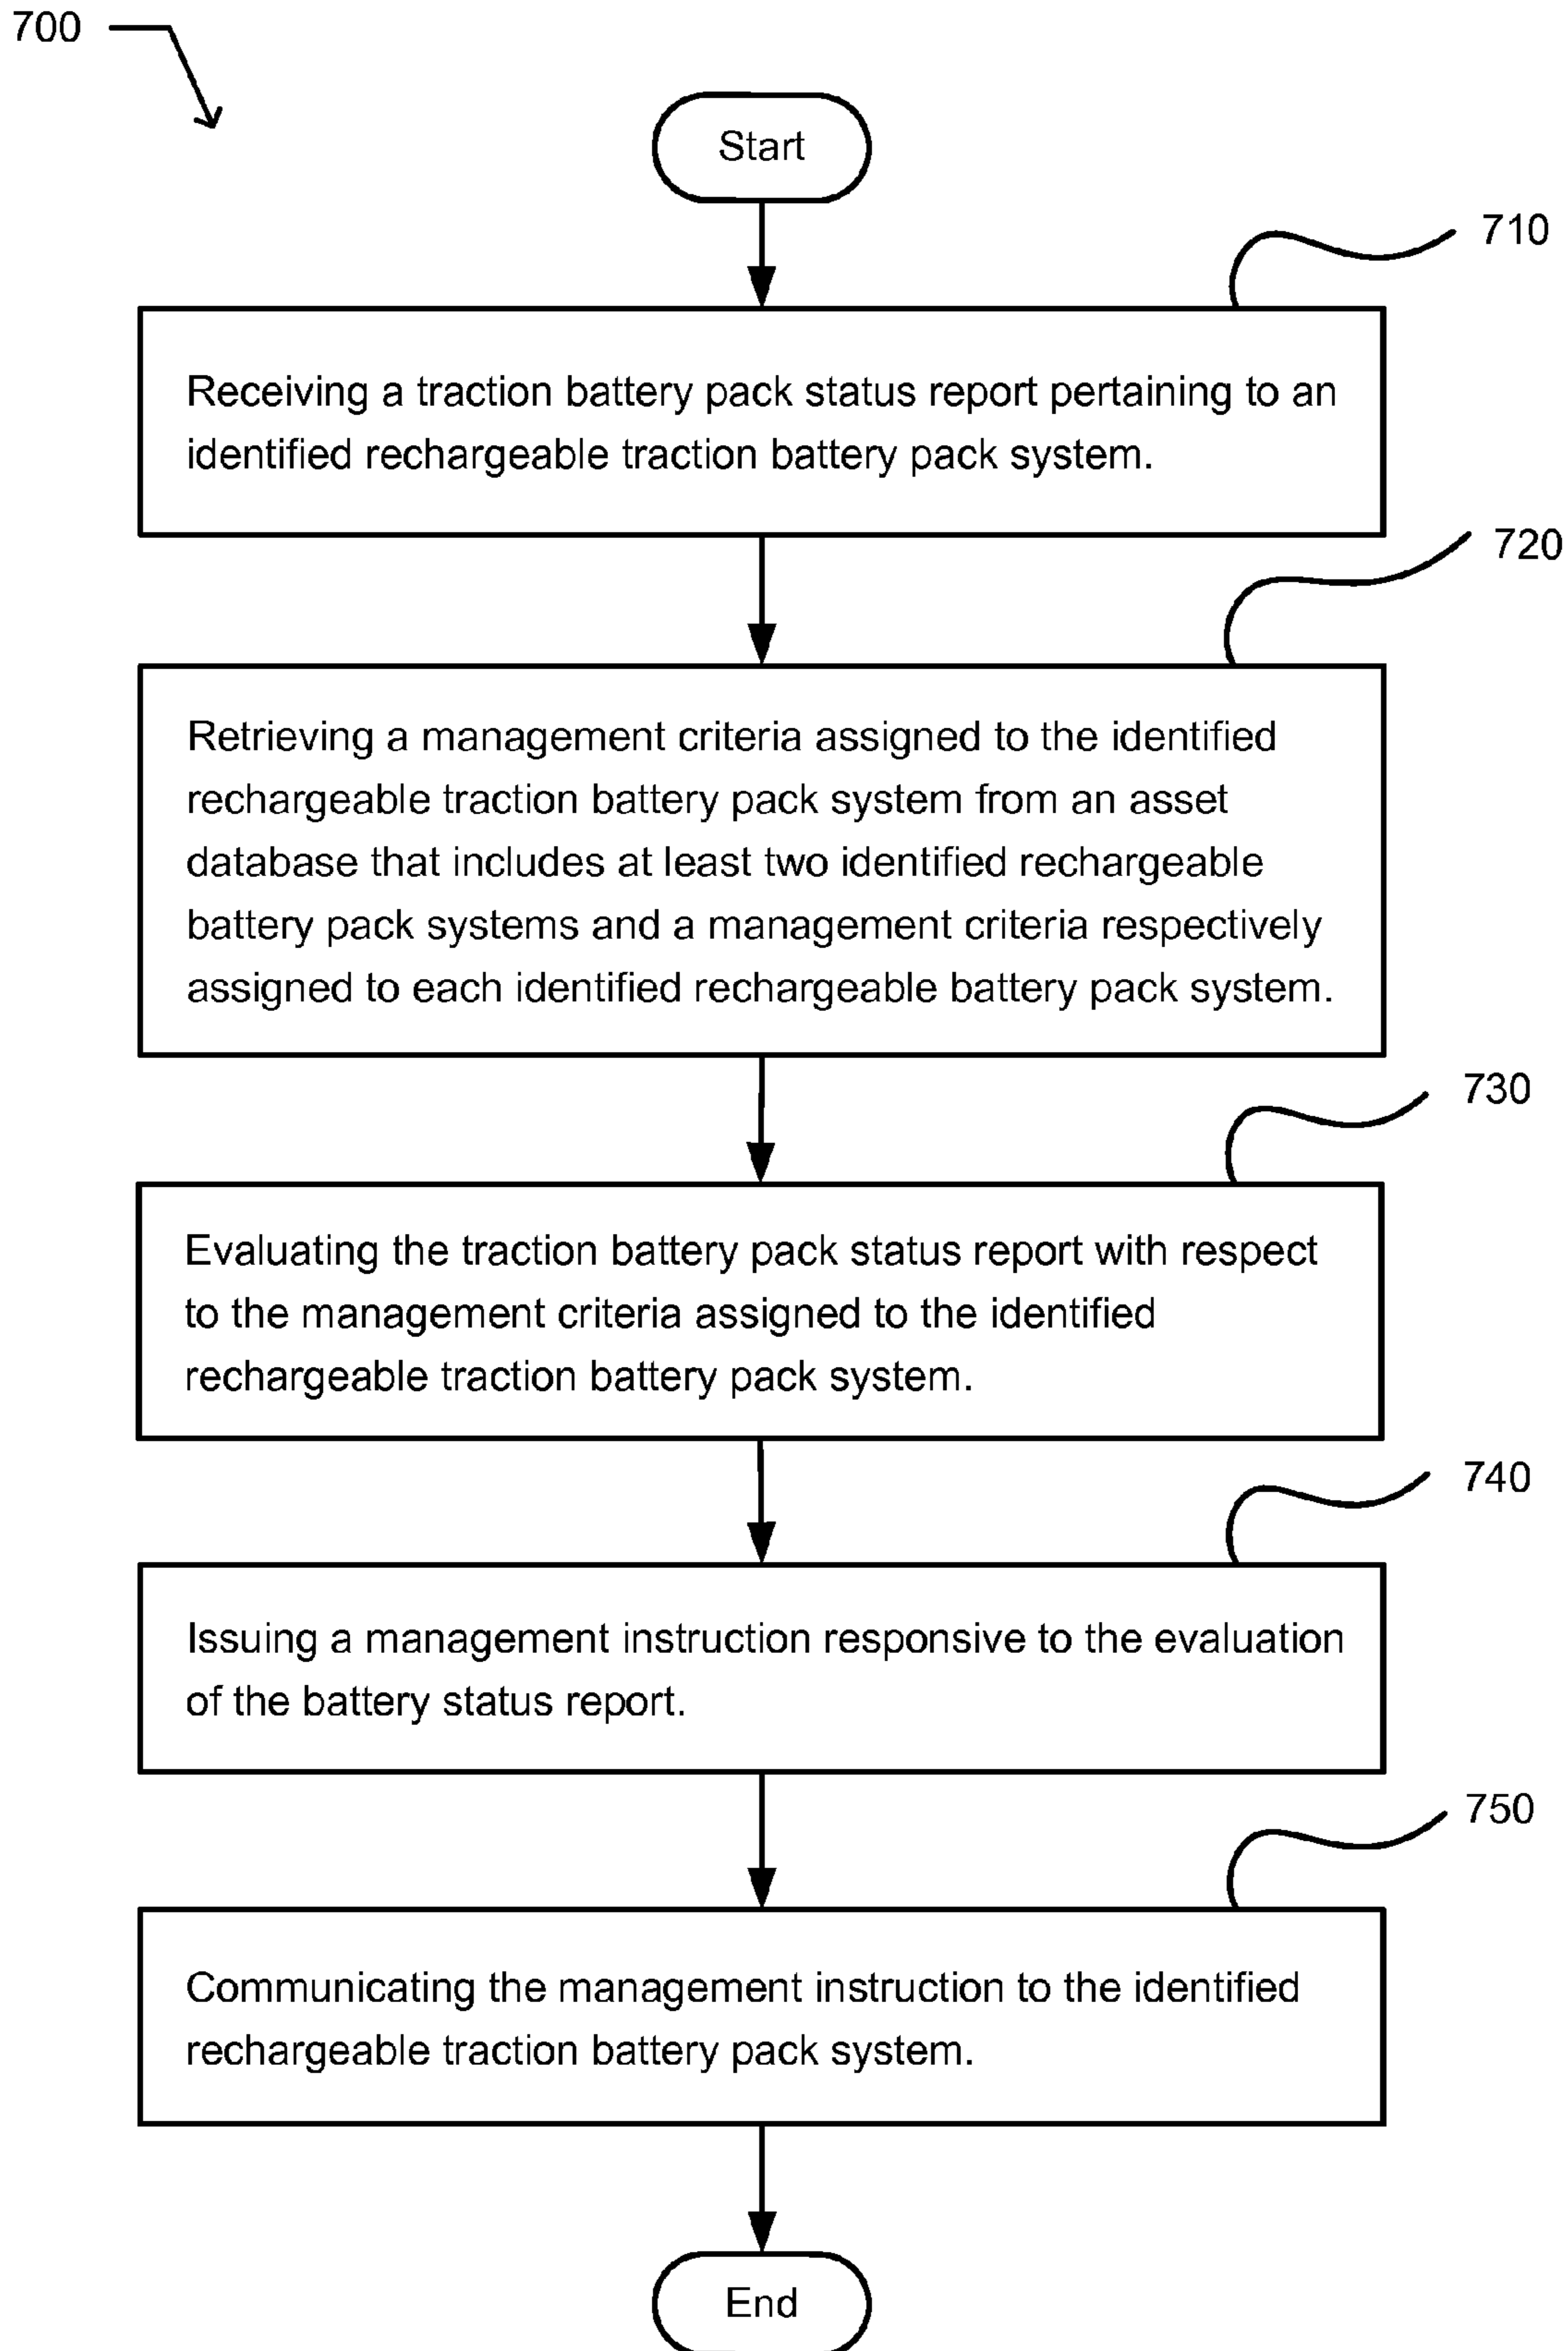 700
Start
710
Receiving a traction battery pack status report pertaining to an
identified rechargeable traction battery pack system.
720
Retrieving a management criteria assigned to the identified
rechargeable traction battery pack system from an asset
database that includes at least two identified rechargeable
battery pack systems and a management criteria respectively
assigned to each identified rechargeable battery pack system.
730
Evaluating the traction battery pack status report with respect
to the management criteria assigned to the identified
rechargeable traction battery pack system.
740
Issuing a management instruction responsive to the evaluation
of the battery status report.
750
Communicating the management instruction to the identified
rechargeable traction battery pack system.
End